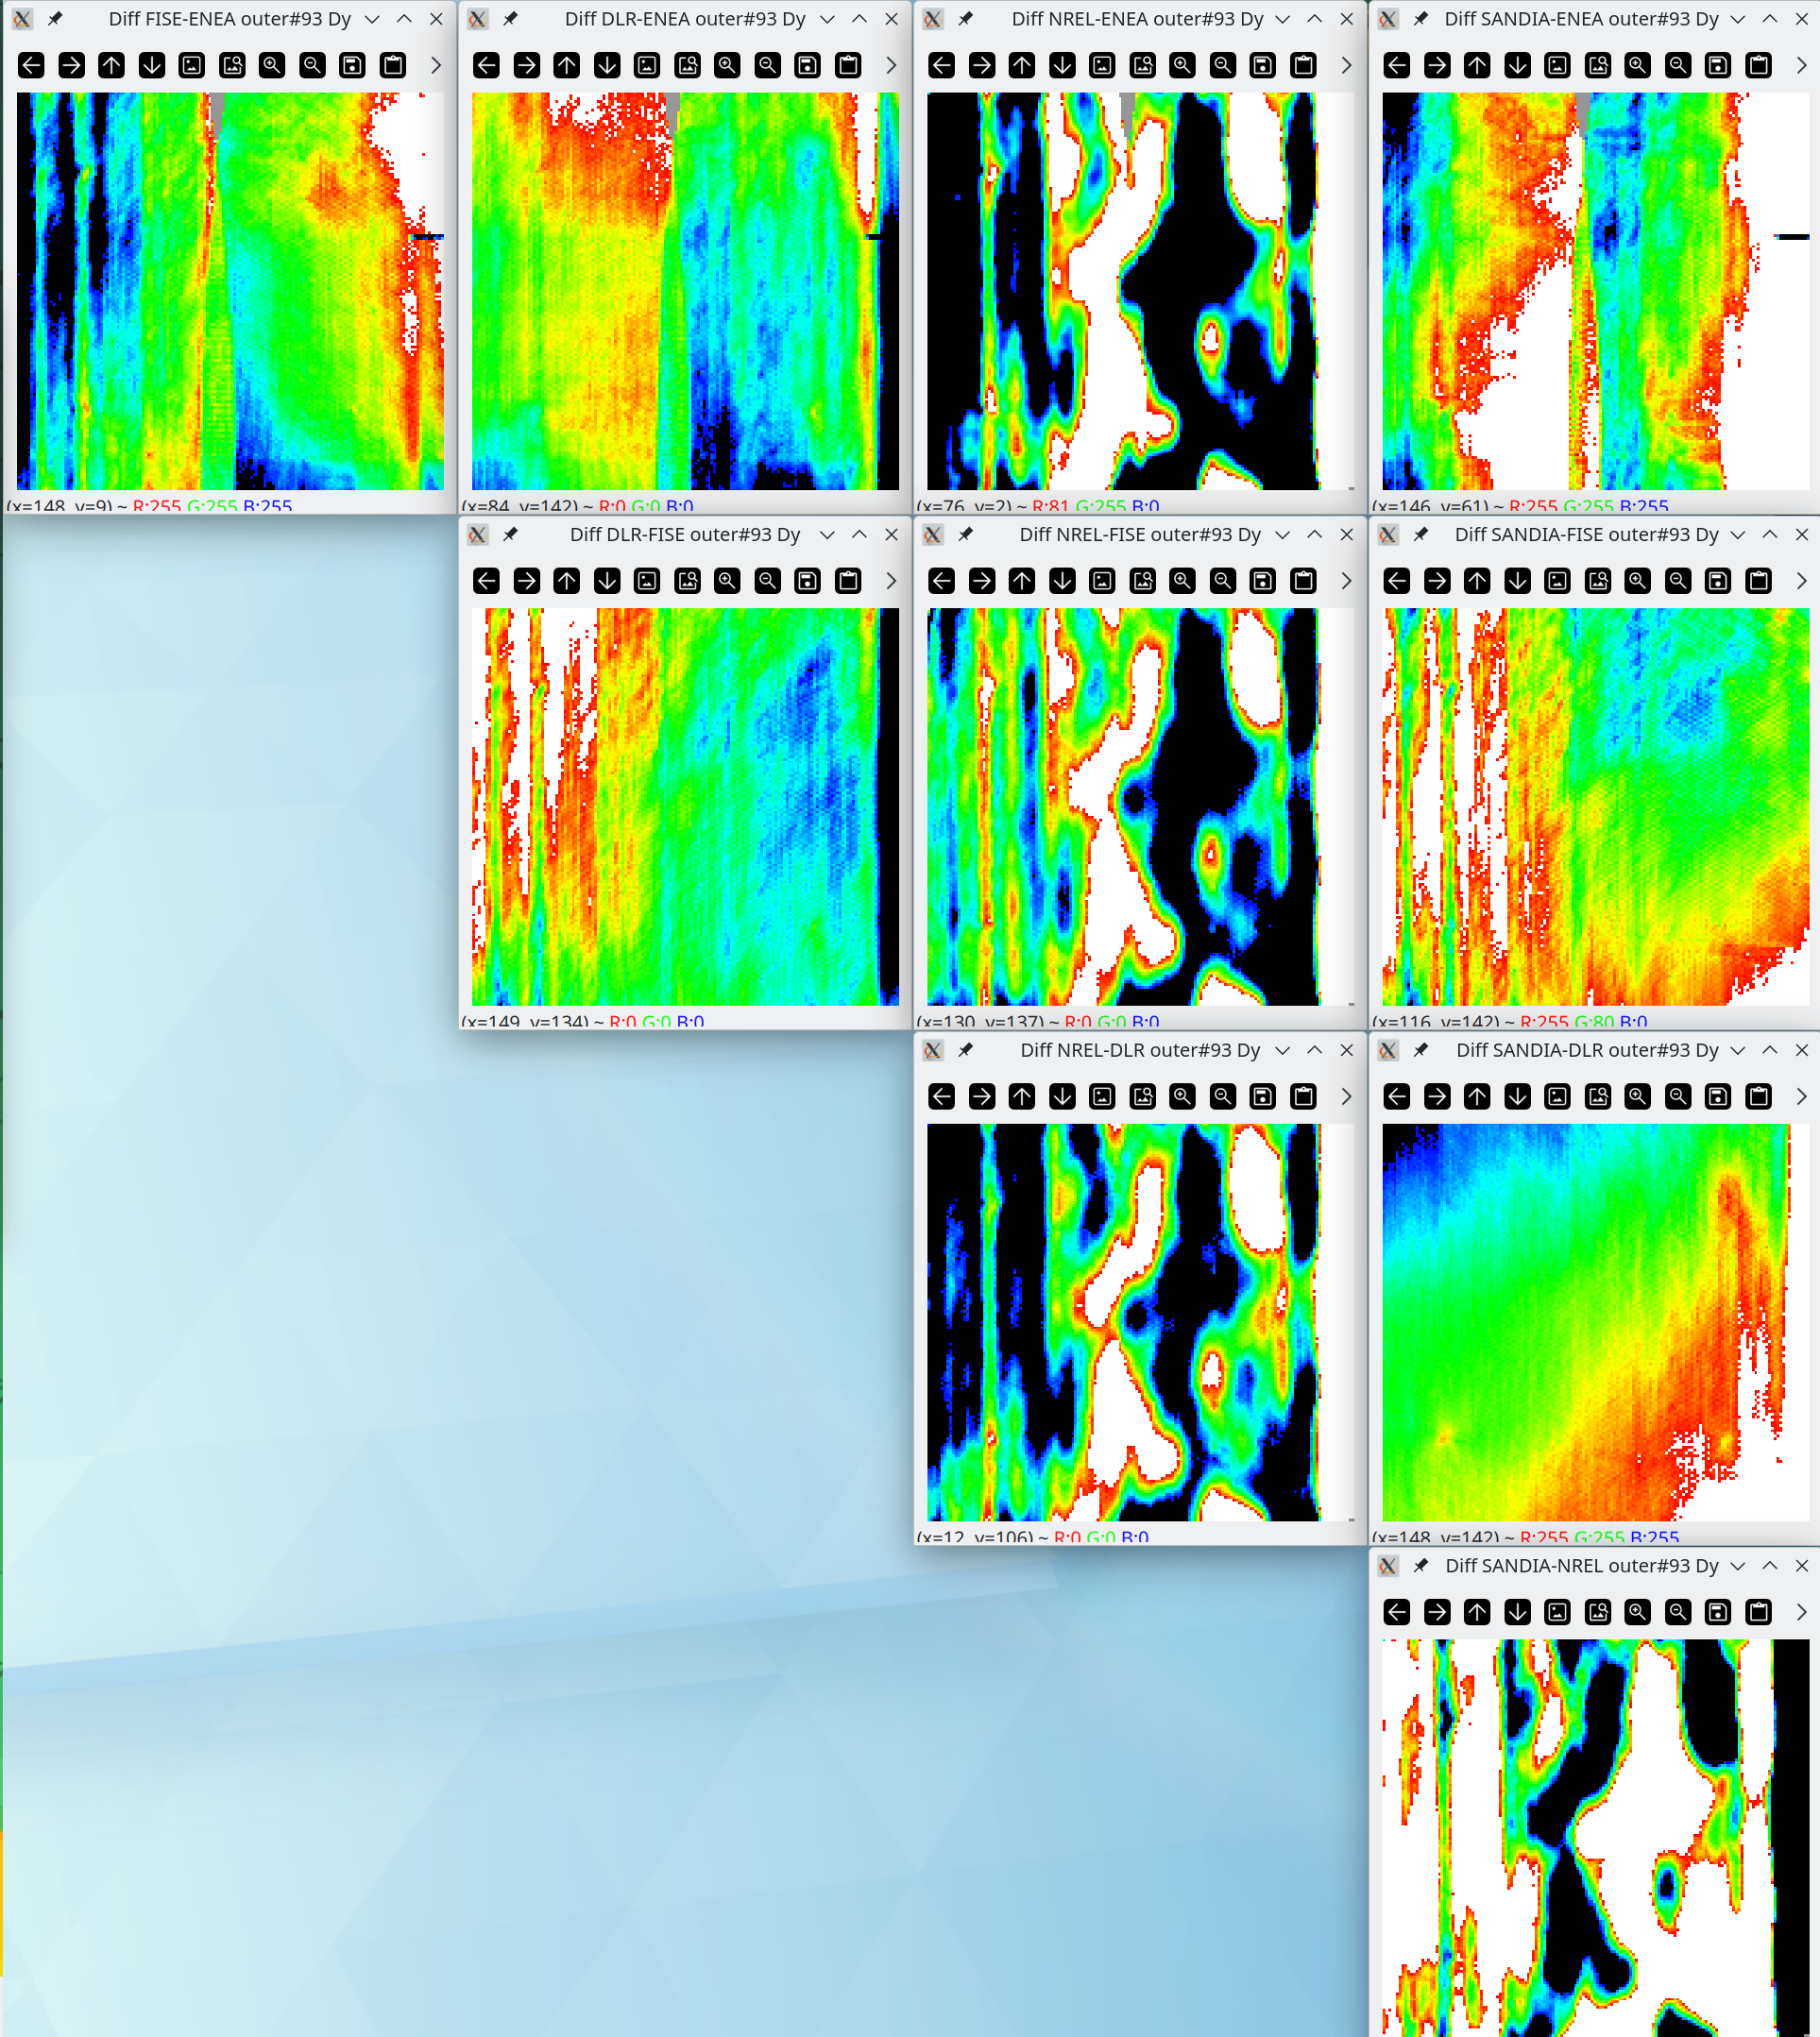 Diff FISE-ENEA outer#93 Dy
Diff DLR-ENEA outer#93 Dy
Diff NREL-ENEA outer#93 Dy
Diff SANDIA-ENEA outer#93 Dy
(x=148, y=9) ~ R:255 G:255 B:255
(x=84, y=142) ~ R:0 G:0 B:0
(x=76, y=2) ~ R:81 G:255 B:0
(x=146, y=61) ~ R:255 G:255 B:255
Diff DLR-FISE outer#93 Dy
Diff NREL-FISE outer#93 Dy
Diff SANDIA-FISE outer#93 Dy
(x=149, y=134) ~ R:0 G:0 B:0
(x=130, y=137) ~ R:0 G:0 B:0
(x=116, y=142) ~ R:255 G:80 B:0
Diff NREL-DLR outer#93 Dy
Diff SANDIA-DLR outer#93 Dy
(x=12, y=106) ~ R:0 G:0 B:0
(x=148, y=142) ~ R:255 G:255 B:255
Diff SANDIA-NREL outer#93 Dy